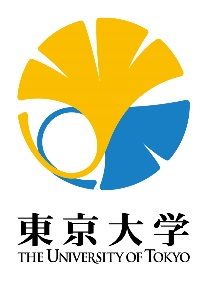 東京大学
THE UNIVERSITY OF TOKYO